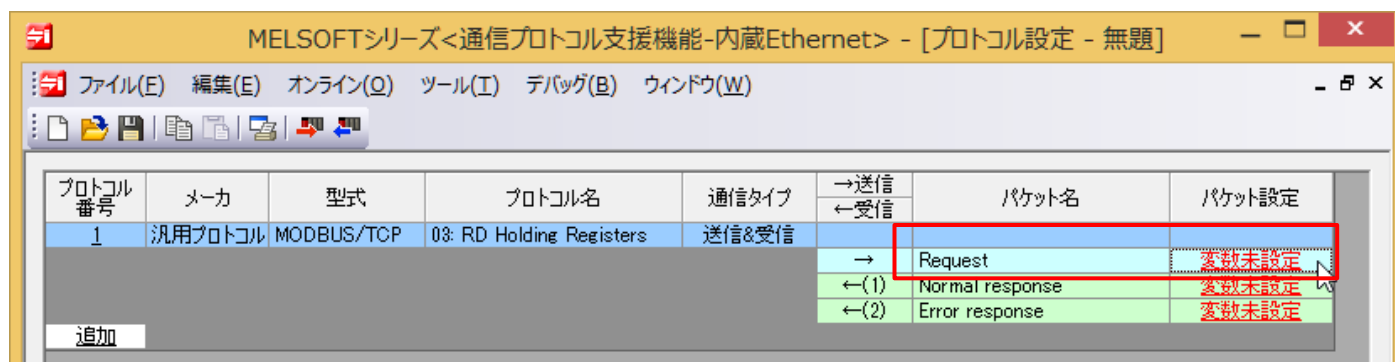 MELSOFTシリーズ<通信プロトコル支援機能-内蔵Ethernet> - [プロトコル設定 - 無題]
ファイル(F) 編集(E) オンライン(O) ツール(T) デバッグ(B) ウィンドウ(W)
プロトコル番号 メーカ 型式 プロトコル名 通信タイプ →送信 ←受信 パケット名 パケット設定
1 汎用プロトコル MODBUS/TCP 03: RD Holding Registers 送信&受信
→ Request 変数未設定
←(1) Normal response 変数未設定
←(2) Error response 変数未設定
追加